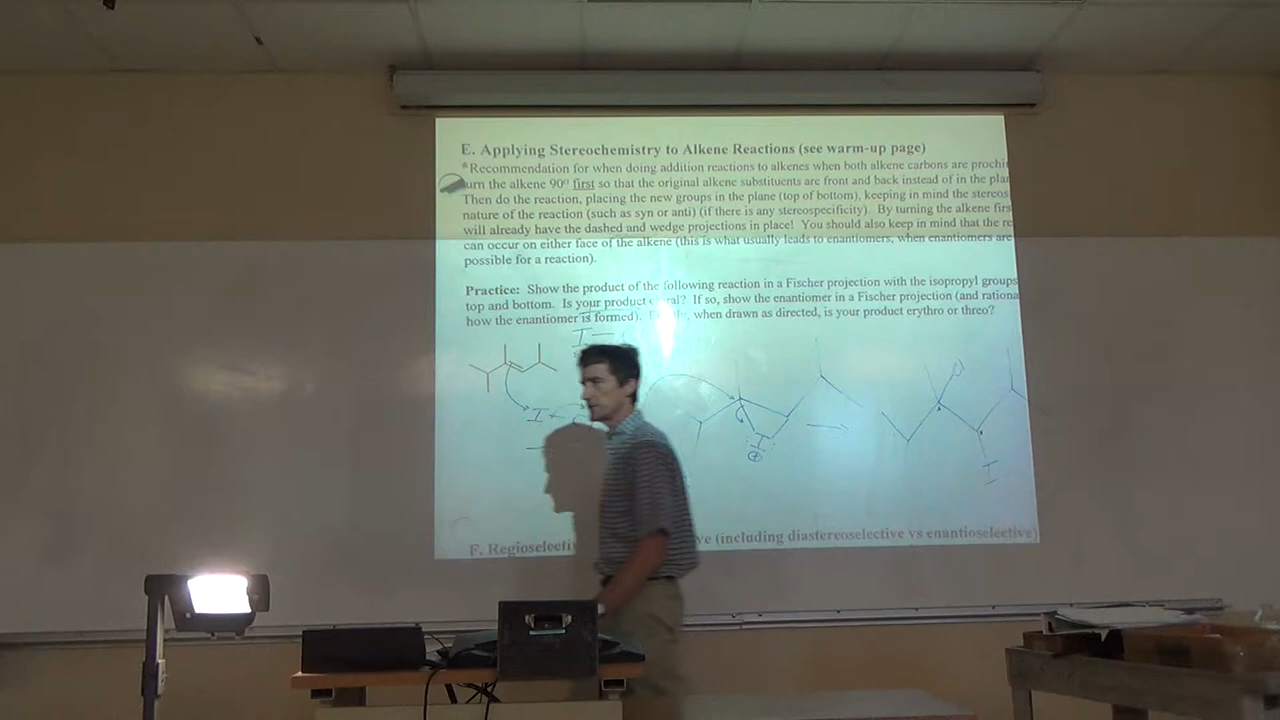 E. Applying Stereochemistry to Alkene Reactions (see warm-up page)
*Recommendation for when doing addition reactions to alkenes when both alkene carbons are prochi
urn the alkene 90° first so that the original alkene substituents are front and back instead of in the pla
Then do the reaction, placing the new groups in the plane (top of bottom), keeping in mind the stereos
nature of the reaction (such as syn or anti) (if there is any stereospecificity). By turning the alkene firs
will already have the dashed and wedge projections in place! You should also keep in mind that the re
can occur on either face of the alkene (this is what usually leads to enantiomers, when enantiomers are
possible for a reaction).
Practice: Show the product of the following reaction in a Fischer projection with the isopropyl groups
top and bottom. Is your product ral? If so, show the enantiomer in a Fischer projection (and rationa
how the enantiomer is formed). when drawn as directed, is your product erythro or threo?
I
I
I
+
Cl
I
F. Regioselecti ve (including diastereoselective vs enantioselective)